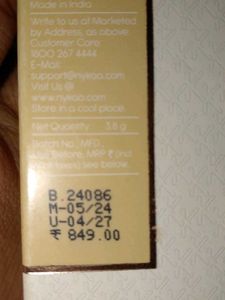 Made in India
Write to us at Marketed
by Address, as above
Customer Care:
1800 267 4444
E-Mail:
support@nykaa.com
Visit Us @
www.nykaa.com
Store in a cool place.
Net Quantity 3.8 g
Batch No., MFG.,
Use Before, MRP ₹ (Incl
of all taxes) see below.
B.24086
M-05/24
U-04/27
₹ 849.00